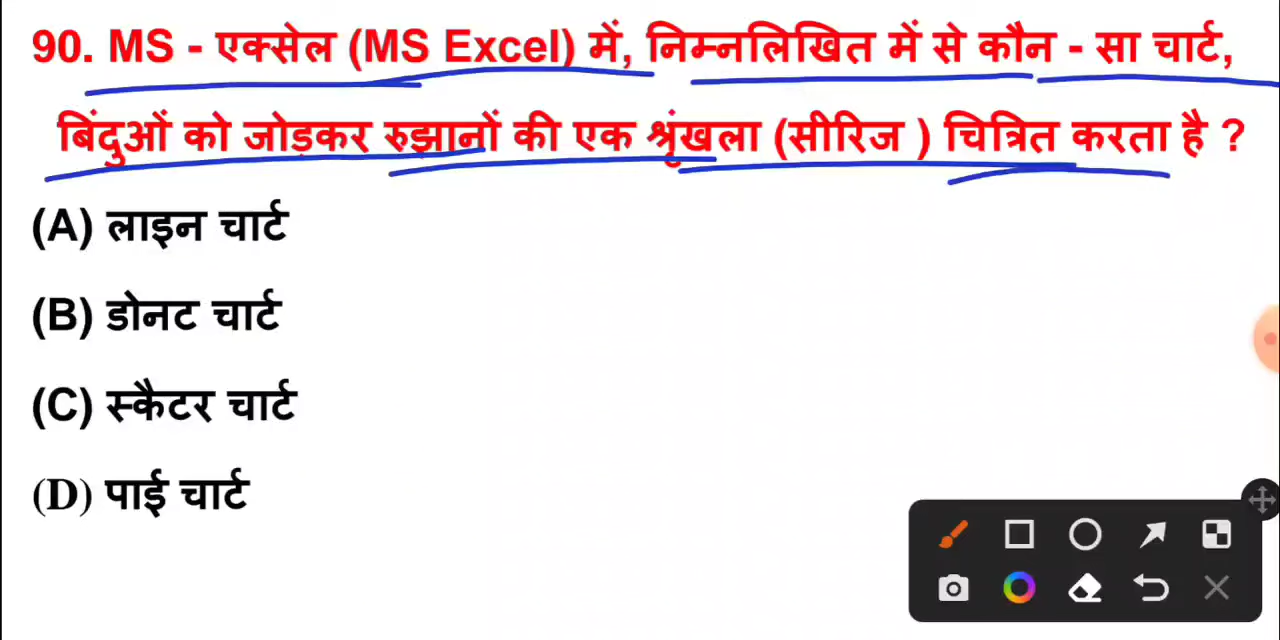 90. MS - एक्सेल (MS Excel) में, निम्नलिखित में से कौन - सा चार्ट,
बिंदुओं को जोड़कर रुझानों की एक श्रृंखला (सीरिज ) चित्रित करता है ?
(A) लाइन चार्ट
(B) डोनट चार्ट
(C) स्कैटर चार्ट
(D) पाई चार्ट